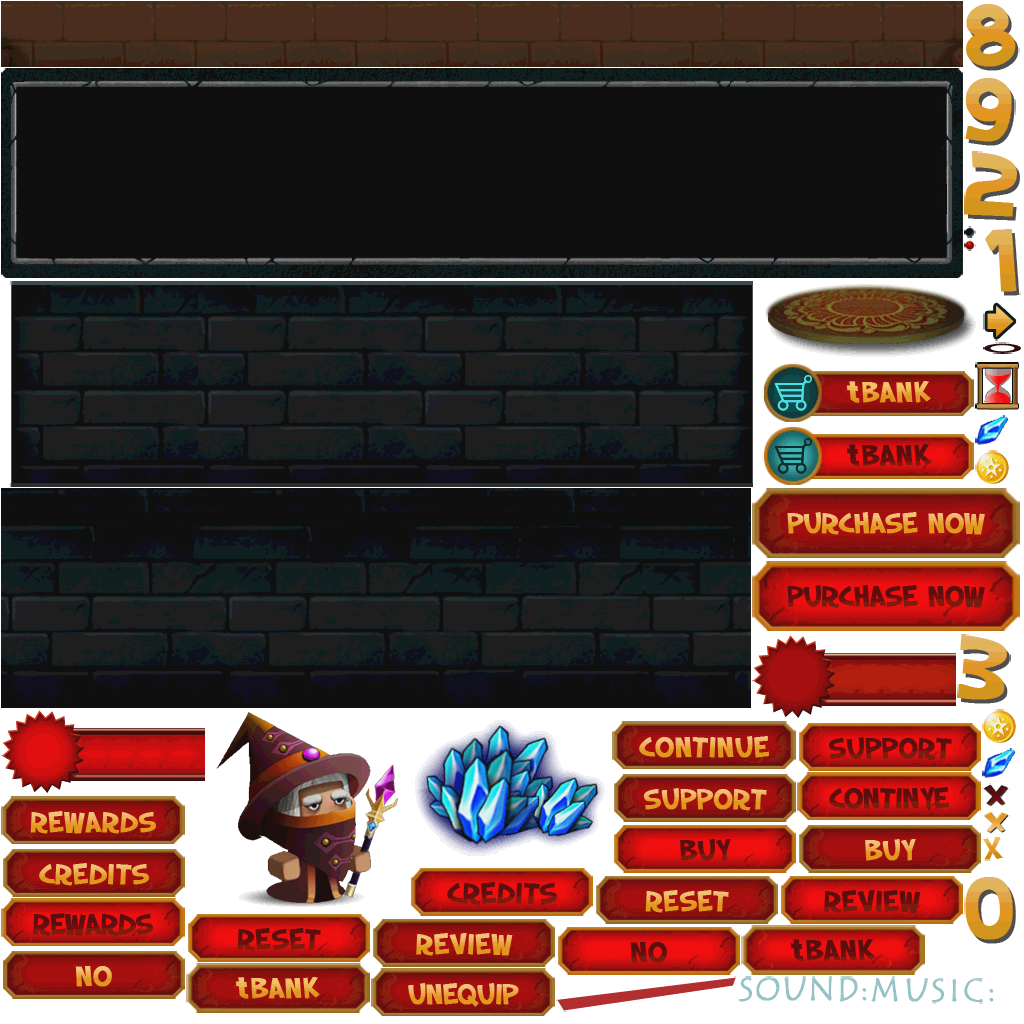 8
9
2
1
tBANK
tBANK
PURCHASE NOW
PURCHASE NOW
3
CONTINUE
SUPPORT
SUPPORT
CONTINYE
REWARDS
BUY
BUY
CREDITS
CREDITS
RESET
REVIEW
0
REWARDS
RESET
REVIEW
NO
tBANK
NO
tBANK
UNEQUIP
SOUND:MUSIC: